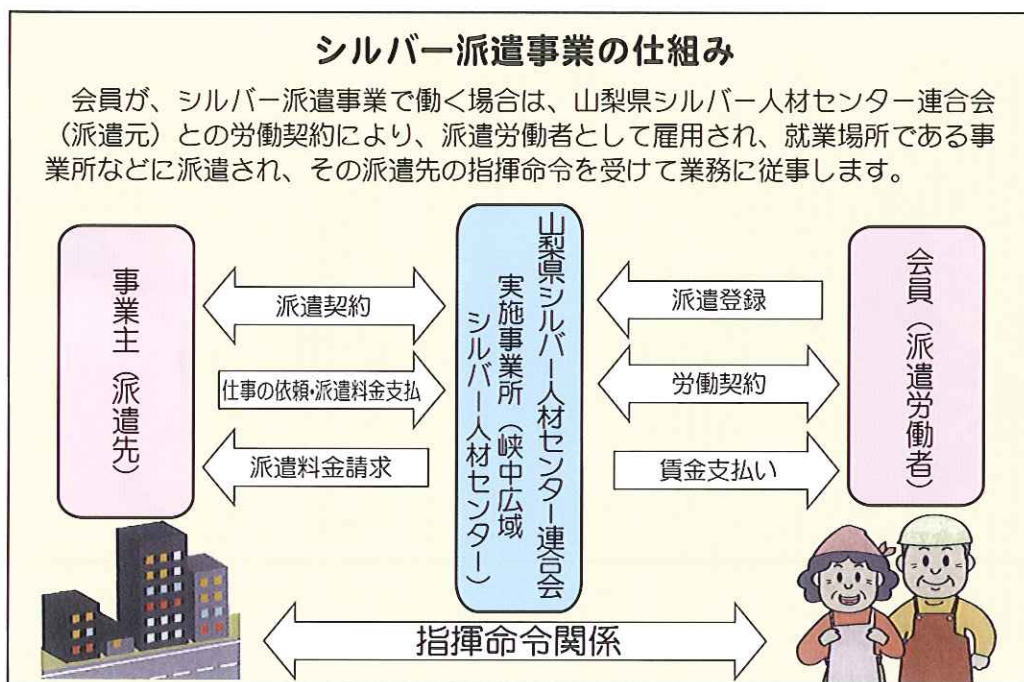 シルバー派遣事業の仕組み
会員が、シルバー派遣事業で働く場合は、山梨県シルバー人材センター連合会
（派遣元）との労働契約により、派遣労働者として雇用され、就業場所である事
業所などに派遣され、その派遣先の指揮命令を受けて業務に従事します。
事業主（派遣先）
派遣契約
仕事の依頼・派遣料金支払
派遣料金請求
山梨県シルバー人材センター連合会
実施事業所（峡中広域
シルバー人材センター）
派遣登録
労働契約
賃金支払い
会員（派遣労働者）
指揮命令関係